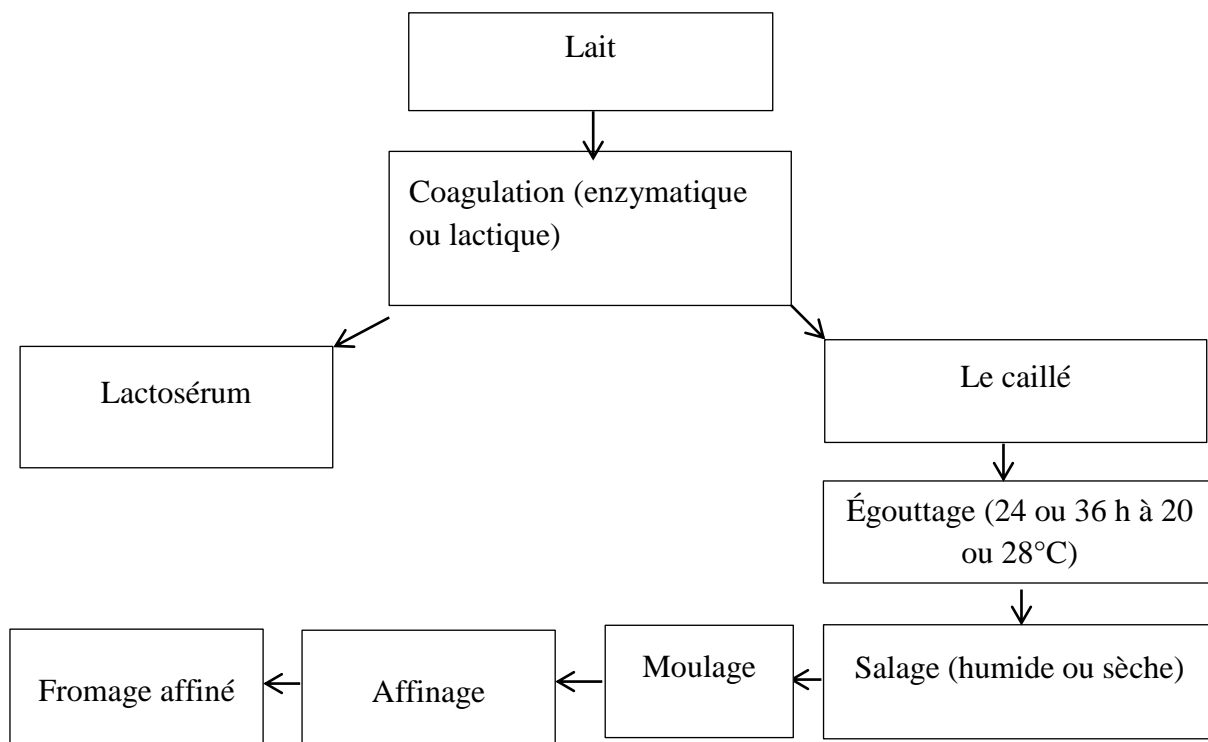 Lait
Coagulation (enzymatique
ou lactique)
Lactosérum
Le caillé
Égouttage (24 ou 36 h à 20
ou 28°C)
Salage (humide ou sèche)
Moulage
Affinage
Fromage affiné